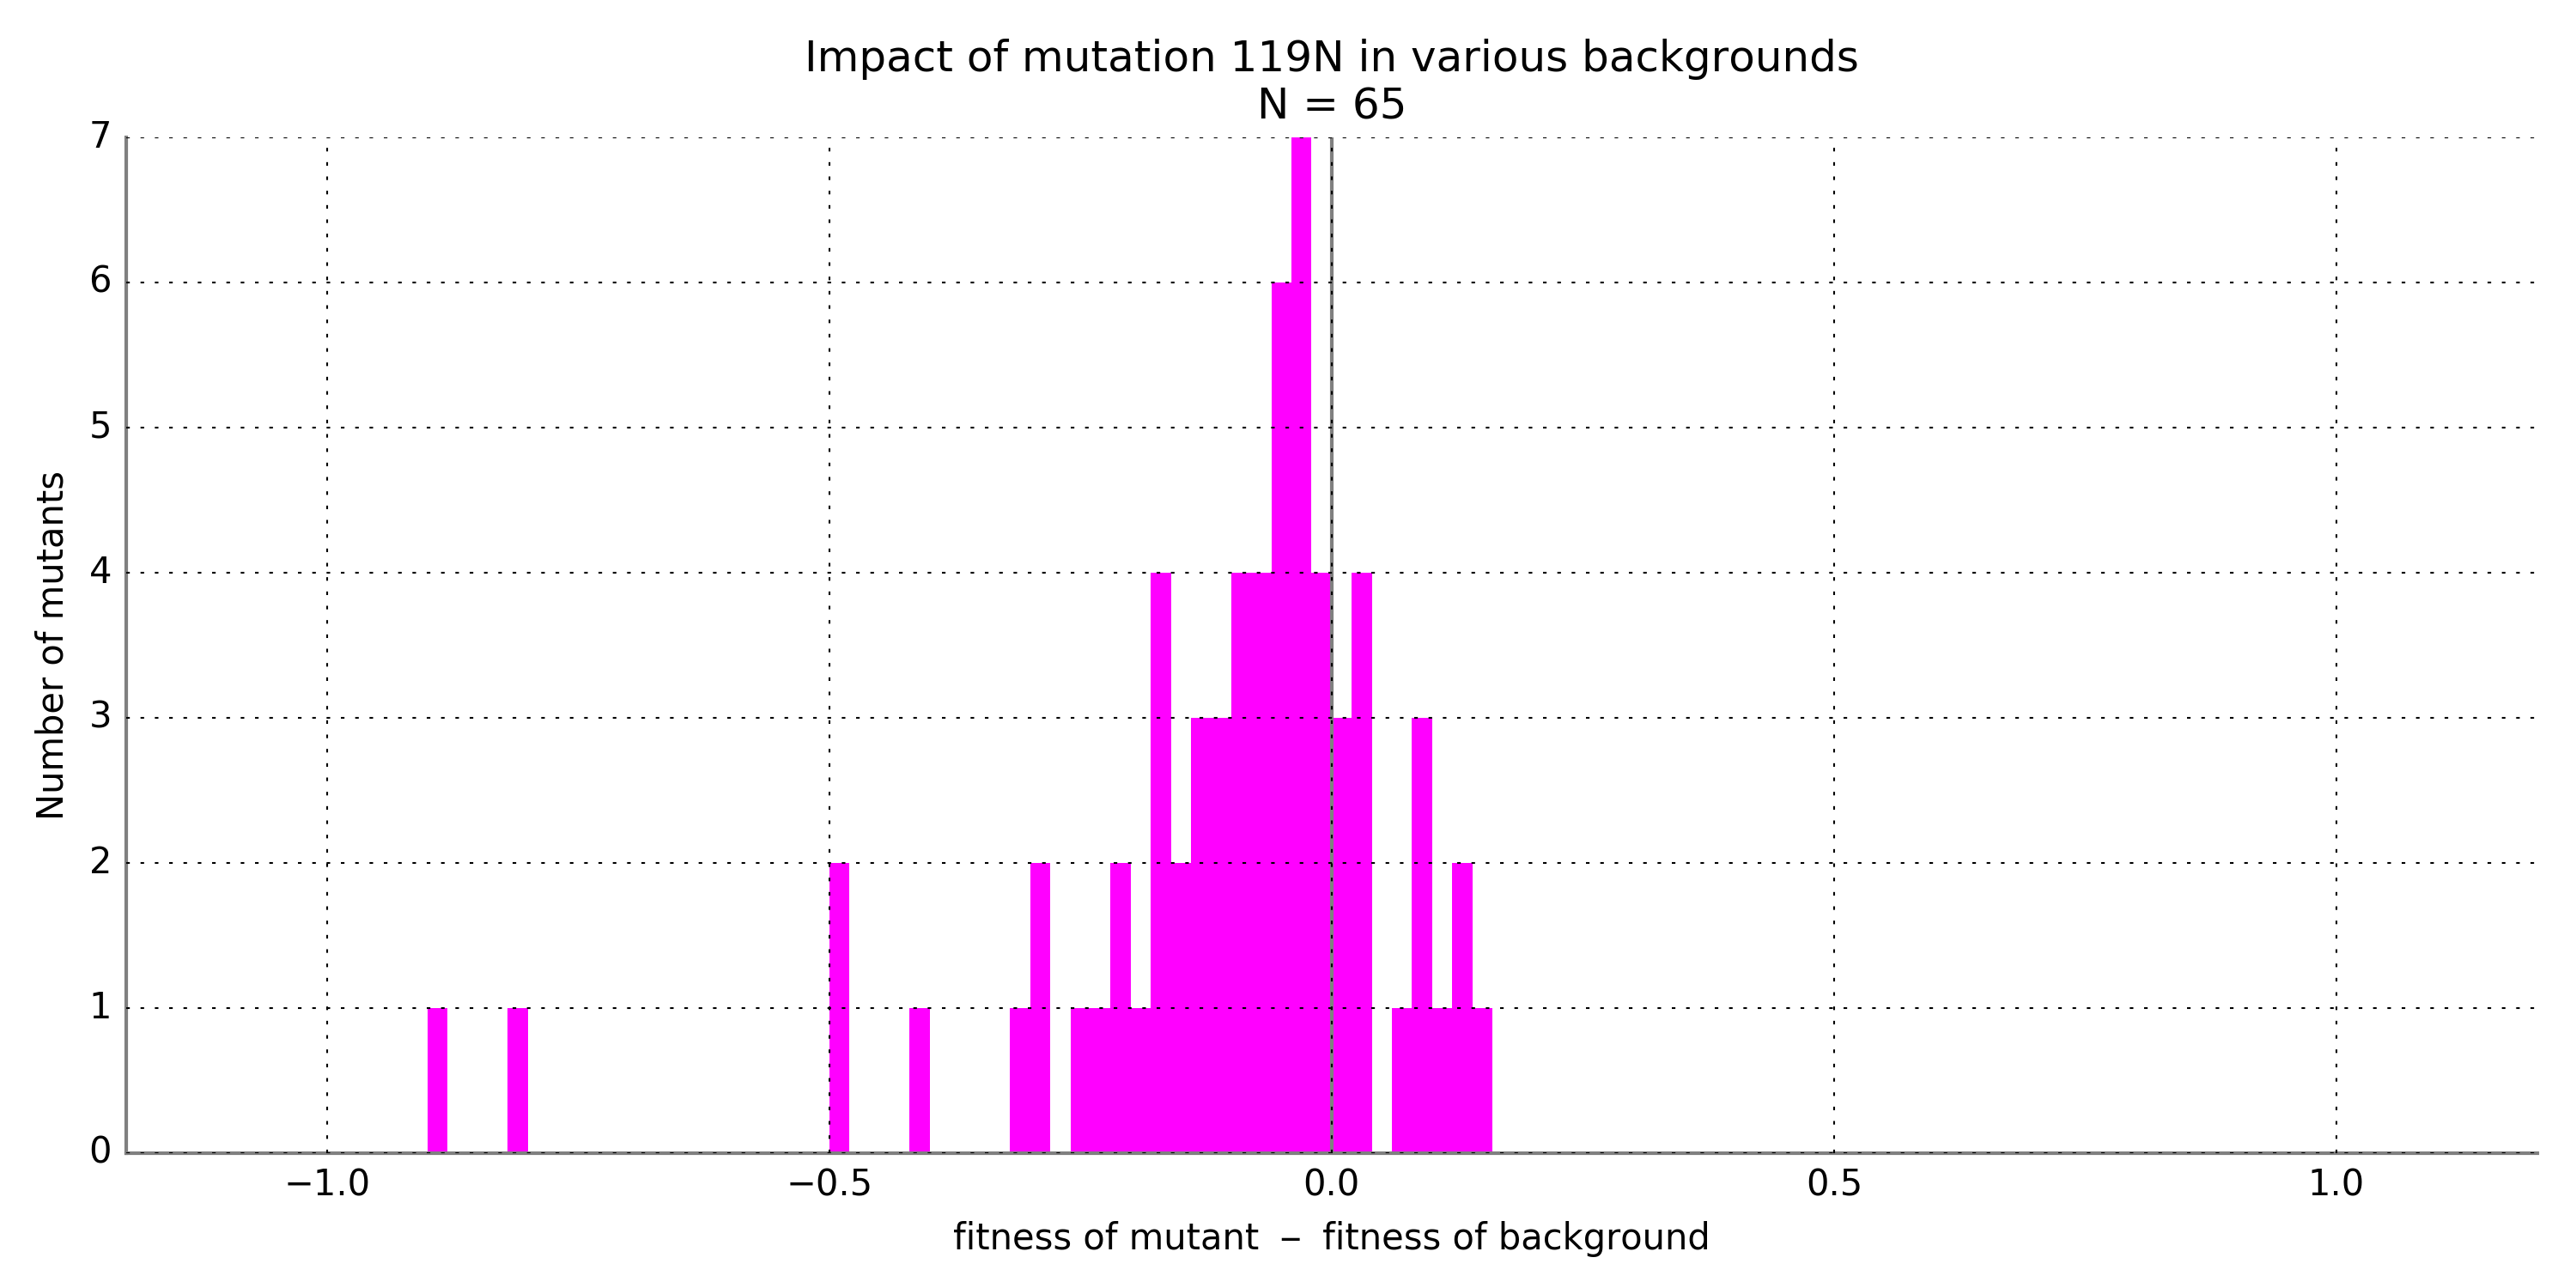 Impact of mutation 119N in various backgrounds
N = 65
7
6
5
4
3
2
1
0
Number of mutants
−1.0 −0.5 0.0 0.5 1.0
fitness of mutant – fitness of background